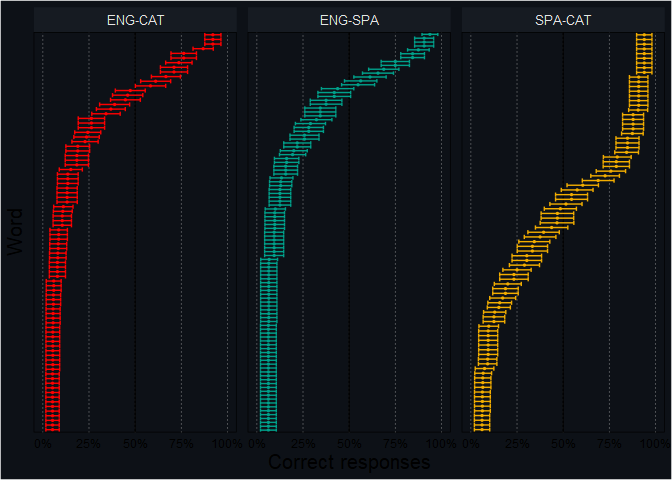 ENG-CAT ENG-SPA SPA-CAT
Word
0% 25% 50% 75% 100% 0% 25% 50% 75% 100% 0% 25% 50% 75% 100%
Correct responses